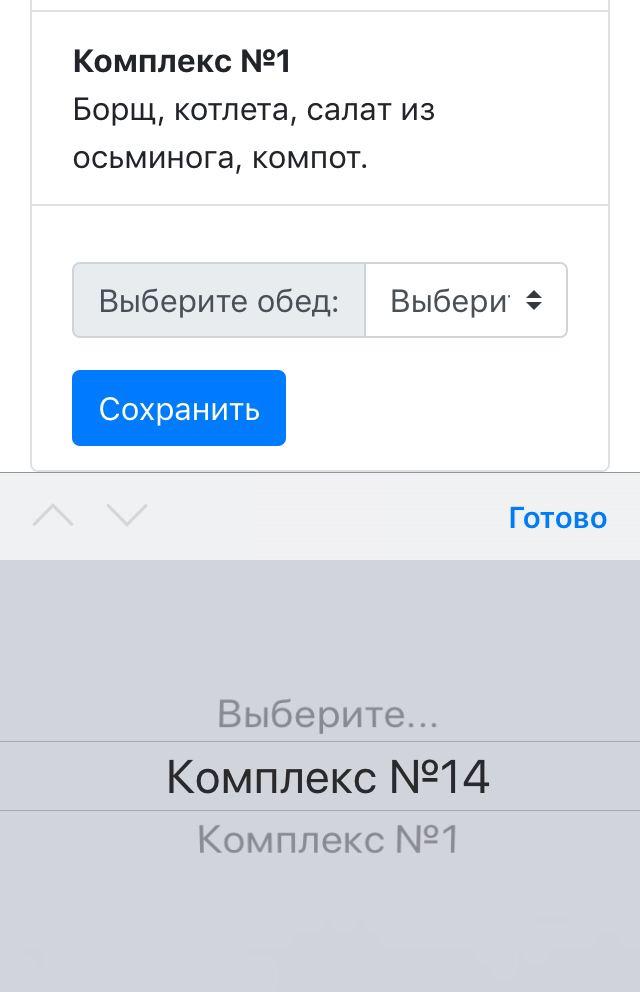 Комплекс №1
Борщ, котлета, салат из
осьминога, компот.
Выберите обед:
Выбери
Сохранить
Готово
Выберите...
Комплекс №14
Комплекс №1